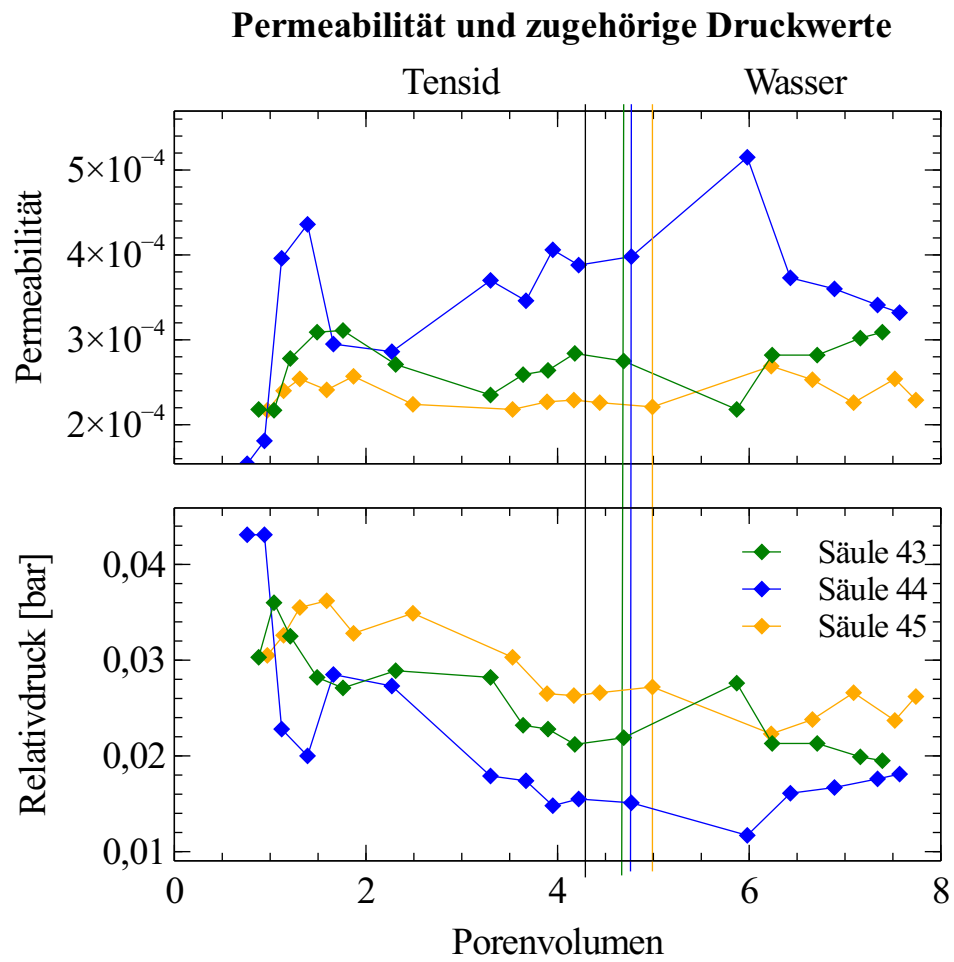 Permeabilität und zugehörige Druckwerte
Tensid Wasser
Permeabilität
5×10⁻⁴
4×10⁻⁴
3×10⁻⁴
2×10⁻⁴
Relativdruck [bar]
0,04
0,03
0,02
0,01
Säule 43
Säule 44
Säule 45
0 2 4 6 8
Porenvolumen